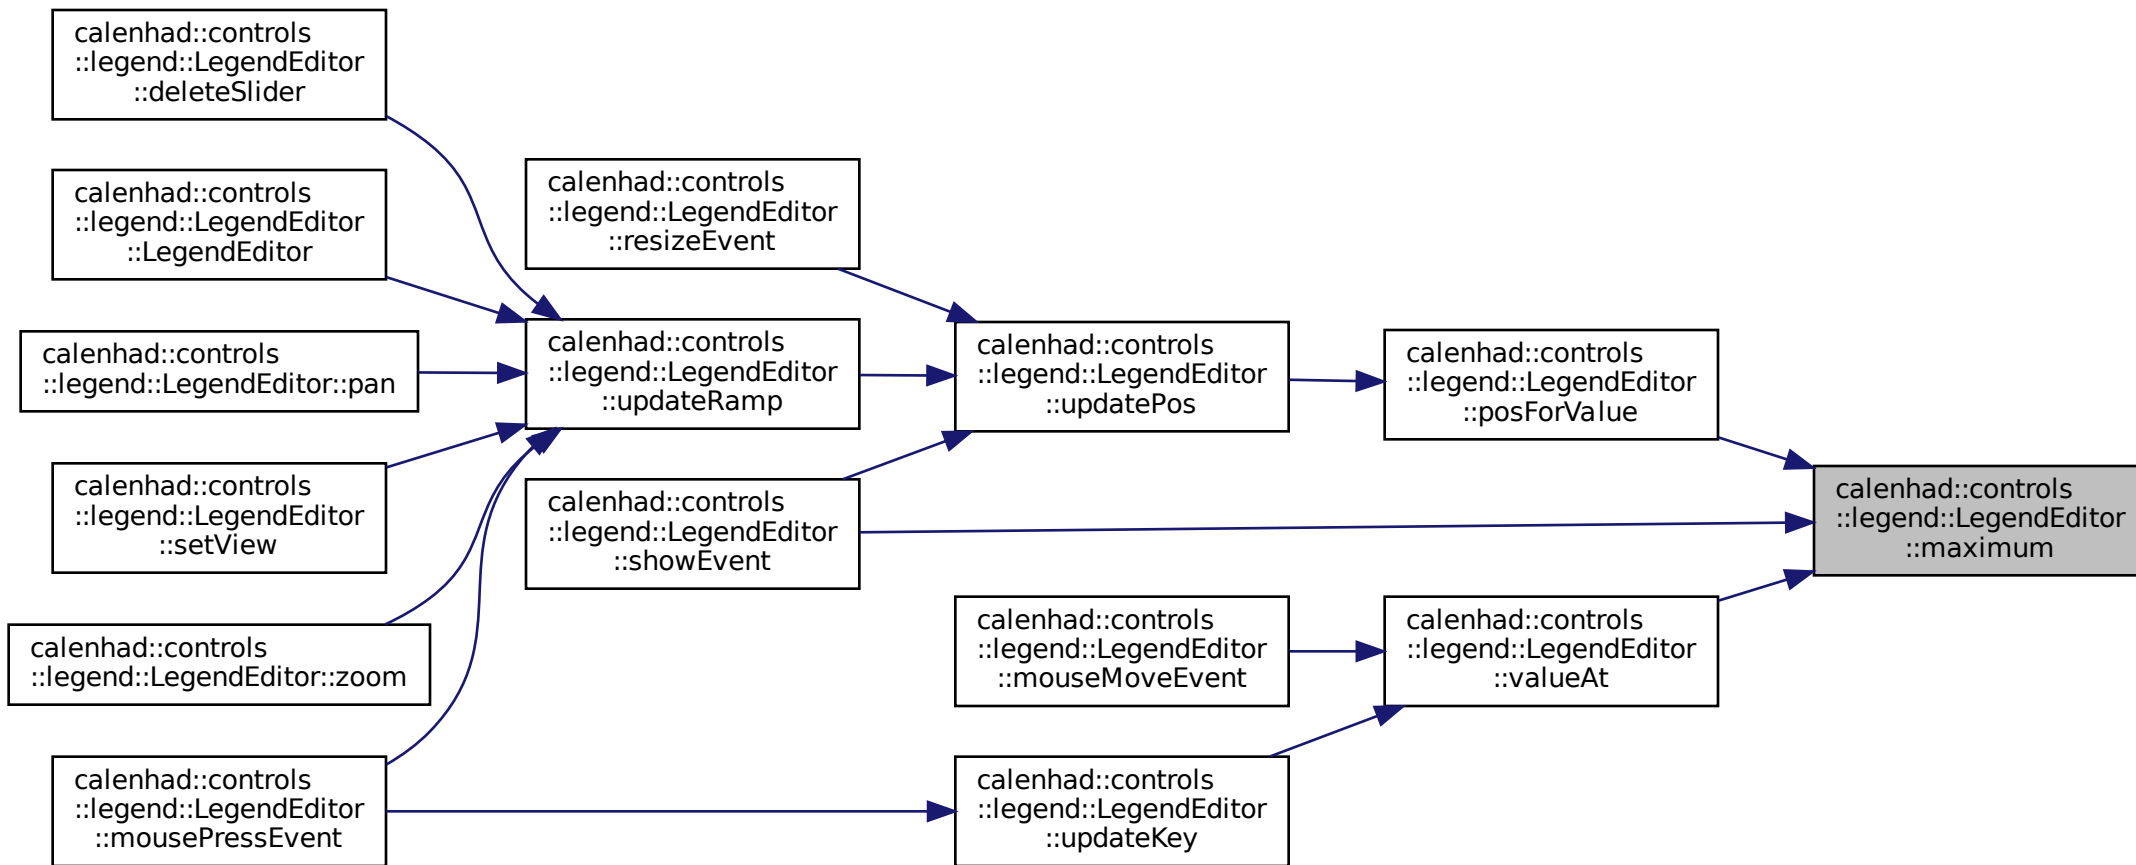 calenhad::controls
::legend::LegendEditor
::deleteSlider
calenhad::controls
::legend::LegendEditor
::LegendEditor
calenhad::controls
::legend::LegendEditor::pan
calenhad::controls
::legend::LegendEditor
::setView
calenhad::controls
::legend::LegendEditor::zoom
calenhad::controls
::legend::LegendEditor
::mousePressEvent
calenhad::controls
::legend::LegendEditor
::resizeEvent
calenhad::controls
::legend::LegendEditor
::updateRamp
calenhad::controls
::legend::LegendEditor
::showEvent
calenhad::controls
::legend::LegendEditor
::updatePos
calenhad::controls
::legend::LegendEditor
::mouseMoveEvent
calenhad::controls
::legend::LegendEditor
::updateKey
calenhad::controls
::legend::LegendEditor
::posForValue
calenhad::controls
::legend::LegendEditor
::valueAt
calenhad::controls
::legend::LegendEditor
::maximum